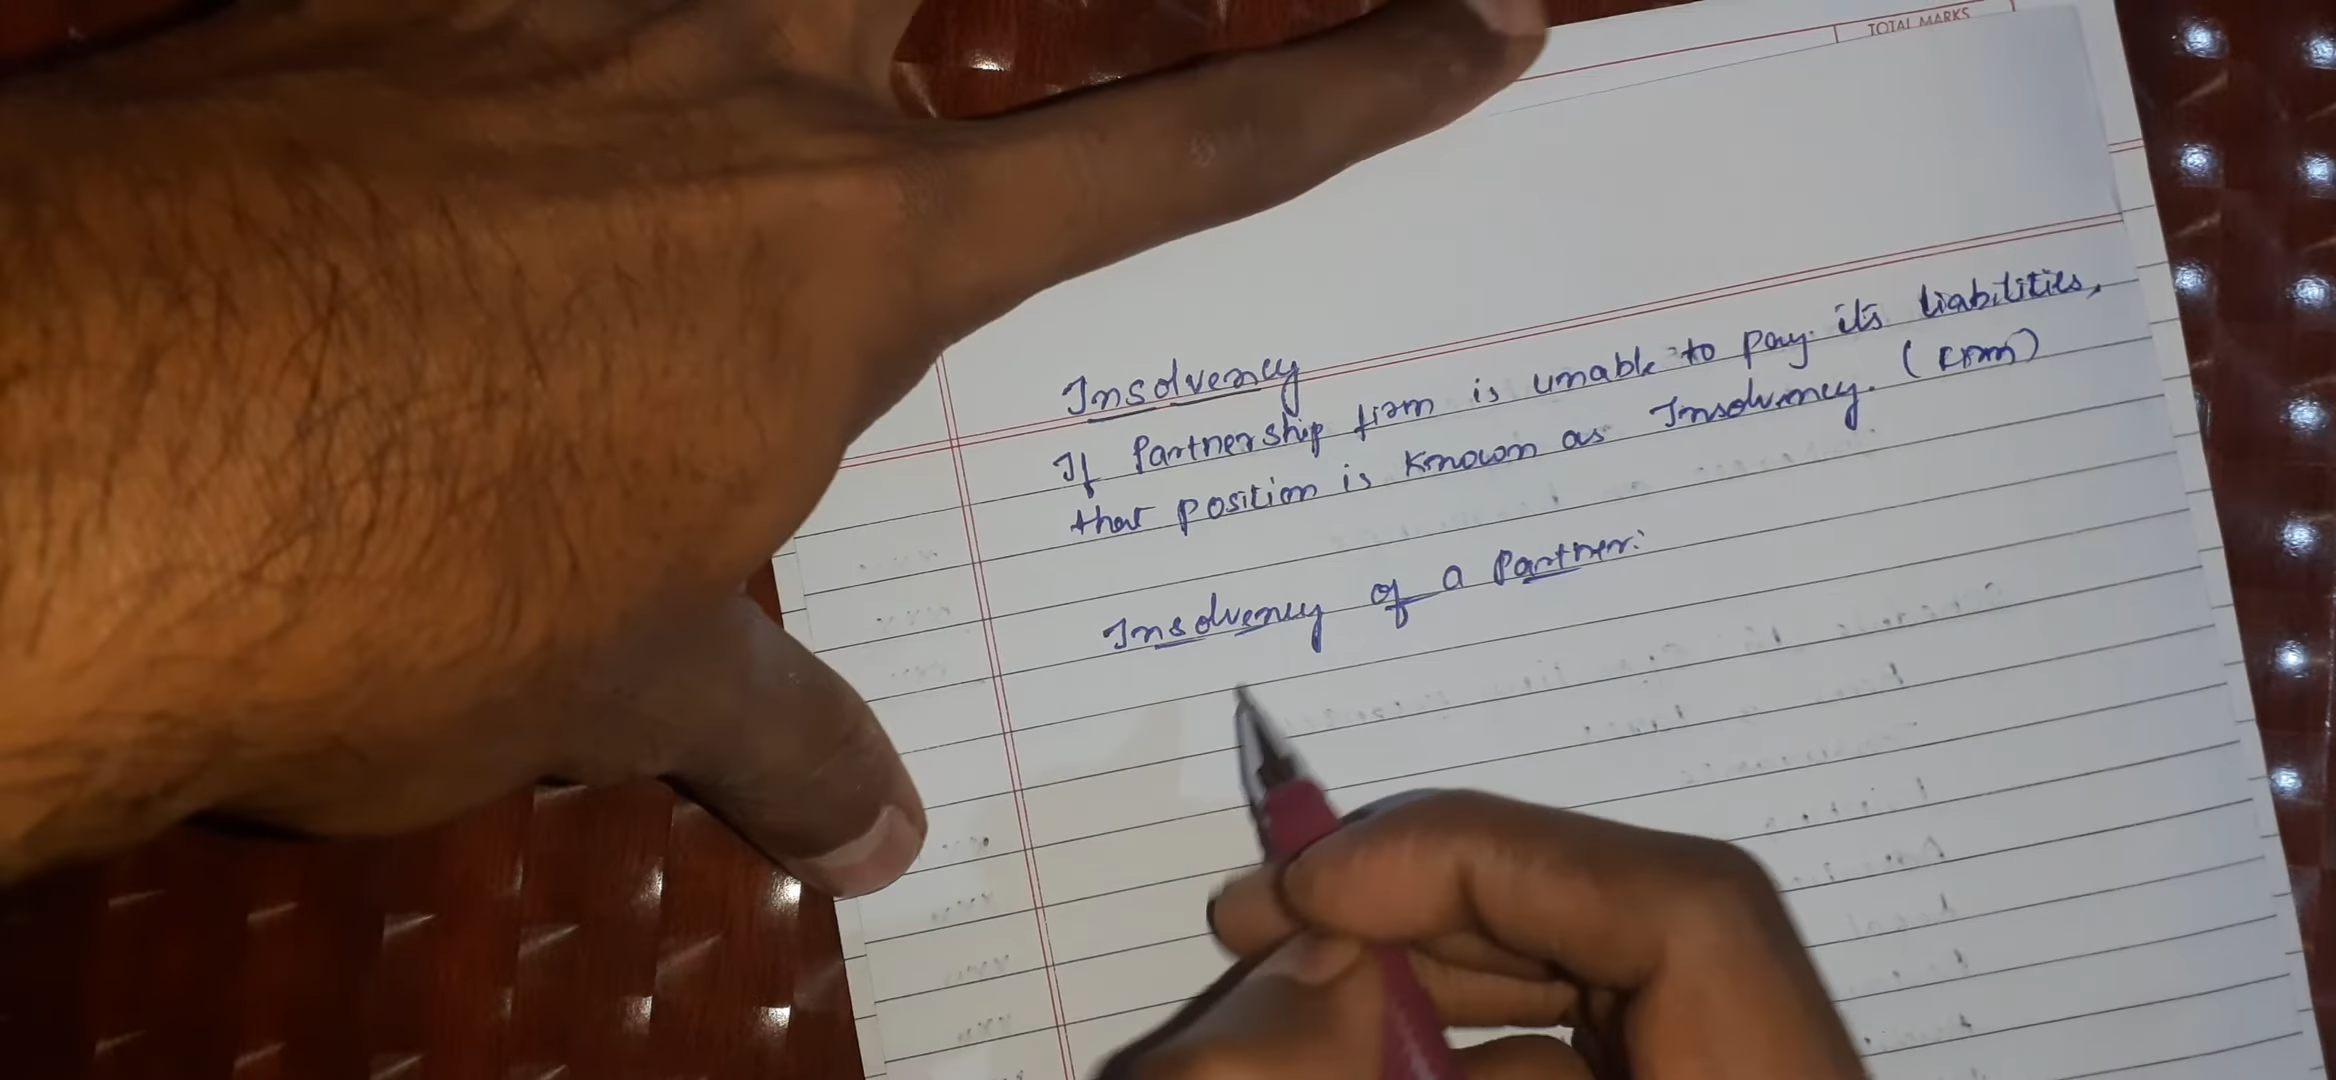 TOTAL MARKS
Insolvency
If Partnership firm is unable to pay its liabilities,
that position is known as Insolvency. (Firm)
Insolvency of a Partner: